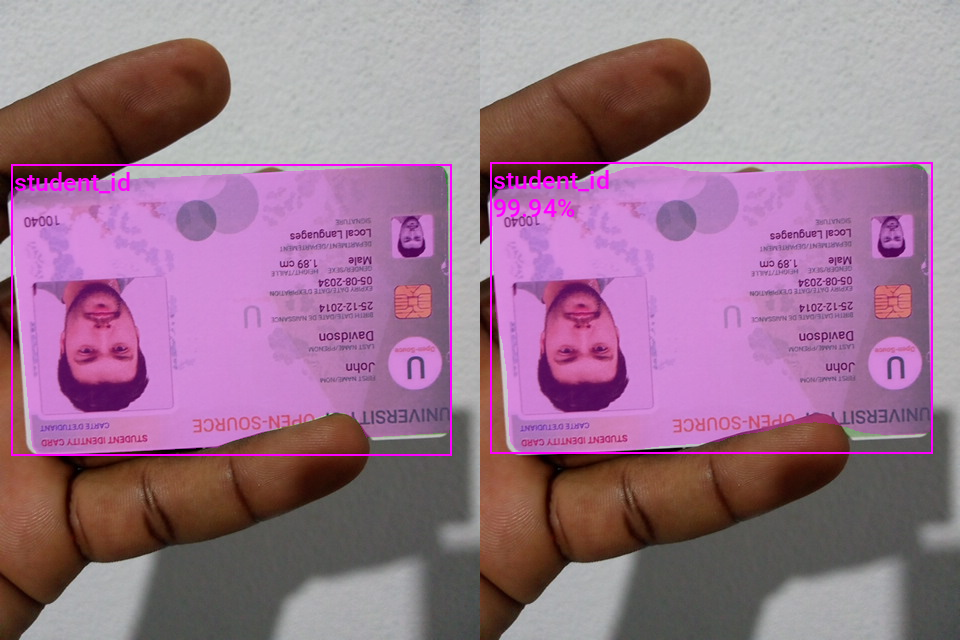 student_id
OPEN-SOURCE
STUDENT IDENTITY CARD
CARTE D'ETUDIANT
U
Open-Source
FIRST NAME/NOM
John
LAST NAME/PRENOM
Davidson
U
BIRTH DATE/DATE DE NAISSANCE
25-12-2014
EXPIRY DATE/DATE D'EXPIRATION
05-08-2034
GENDER/SEXE HEIGHT/TAILLE
Male 1.89 cm
DEPARTMENT/DEPARTEMENT
Local Languages
SIGNATURE
10040
student_id
99.94%
OPEN-SOURCE
STUDENT IDENTITY CARD
CARTE D'ETUDIANT
U
Open-Source
FIRST NAME/NOM
John
LAST NAME/PRENOM
Davidson
U
BIRTH DATE/DATE DE NAISSANCE
25-12-2014
EXPIRY DATE/DATE D'EXPIRATION
05-08-2034
GENDER/SEXE HEIGHT/TAILLE
Male 1.89 cm
DEPARTMENT/DEPARTEMENT
Local Languages
SIGNATURE
10040